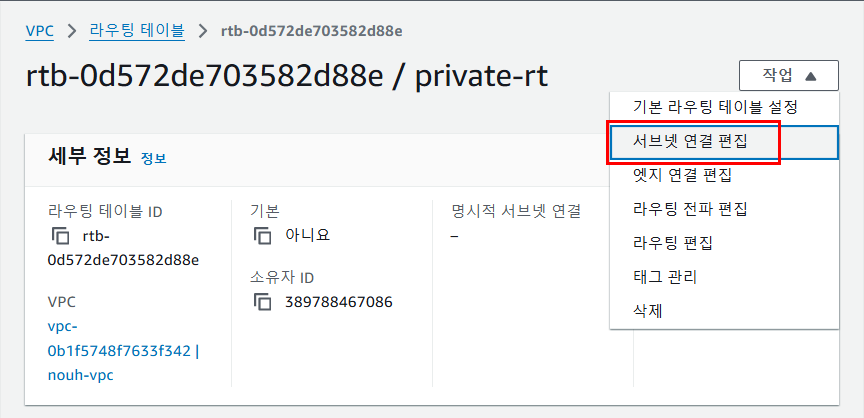 VPC > 라우팅 테이블 > rtb-0d572de703582d88e
rtb-0d572de703582d88e / private-rt
작업
기본 라우팅 테이블 설정
서브넷 연결 편집
엣지 연결 편집
라우팅 전파 편집
라우팅 편집
태그 관리
삭제
세부 정보 정보
라우팅 테이블 ID
rtb-
0d572de703582d88e
기본
아니요
명시적 서브넷 연결
–
VPC
vpc-
0b1f5748f7633f342 |
nouh-vpc
소유자 ID
389788467086